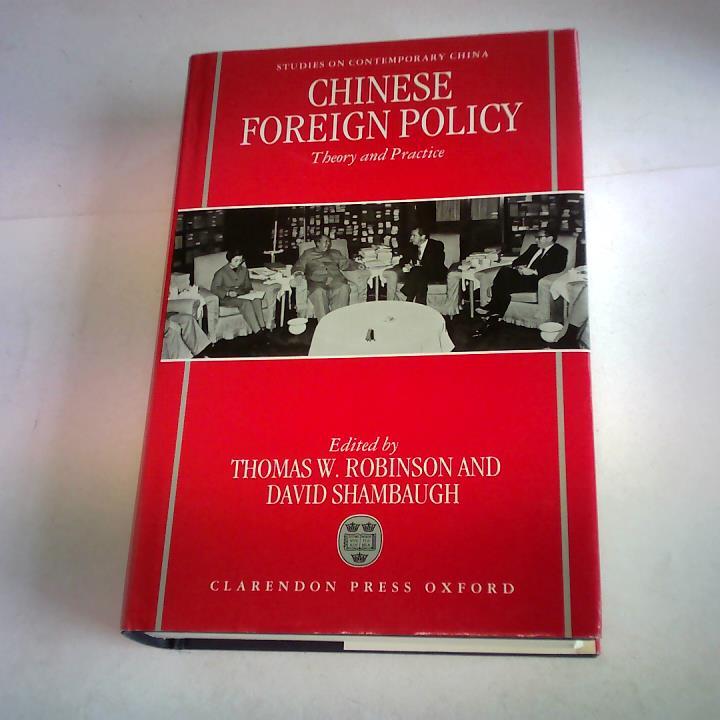 STUDIES ON CONTEMPORARY CHINA
CHINESE
FOREIGN POLICY
Theory and Practice
Edited by
THOMAS W. ROBINSON AND
DAVID SHAMBAUGH
CLARENDON PRESS OXFORD